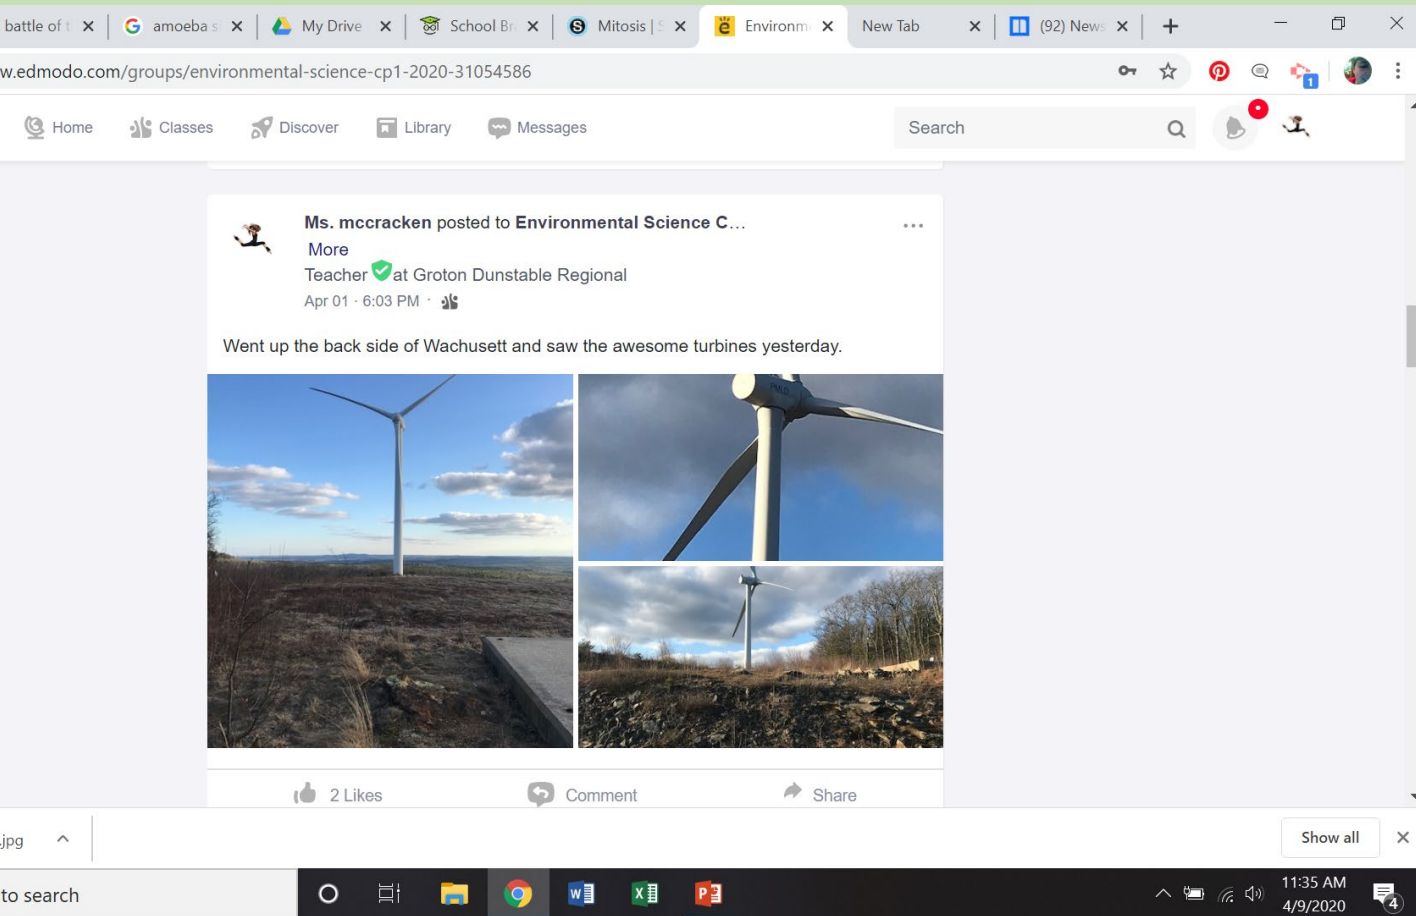 battle of t
amoeba s
My Drive
School Br
Mitosis | S
Environm
New Tab
(92) News
w.edmodo.com/groups/environmental-science-cp1-2020-31054586
1
Home
Classes
Discover
Library
Messages
Search
Ms. mccracken posted to Environmental Science C...
More
Teacher at Groton Dunstable Regional
Apr 01 · 6:03 PM ·
Went up the back side of Wachusett and saw the awesome turbines yesterday.
PMLD
2 Likes
Comment
Share
.jpg
Show all
to search
11:35 AM
4/9/2020
4